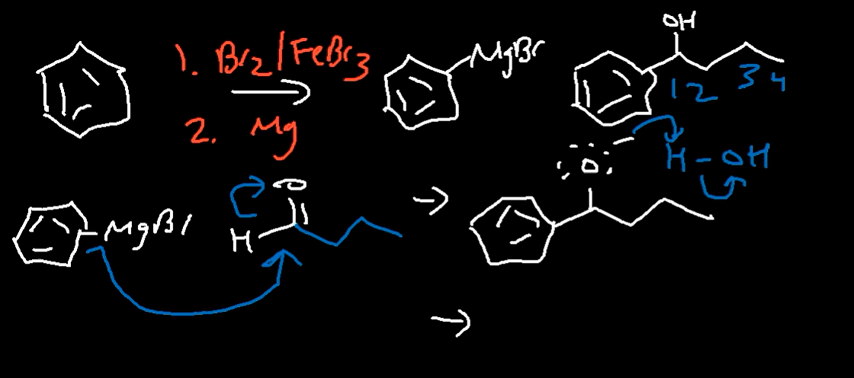 1. Br2/FeBr3
2. Mg
MgBr
OH
1 2 3 4
H-OH
O
MgBr
H
O